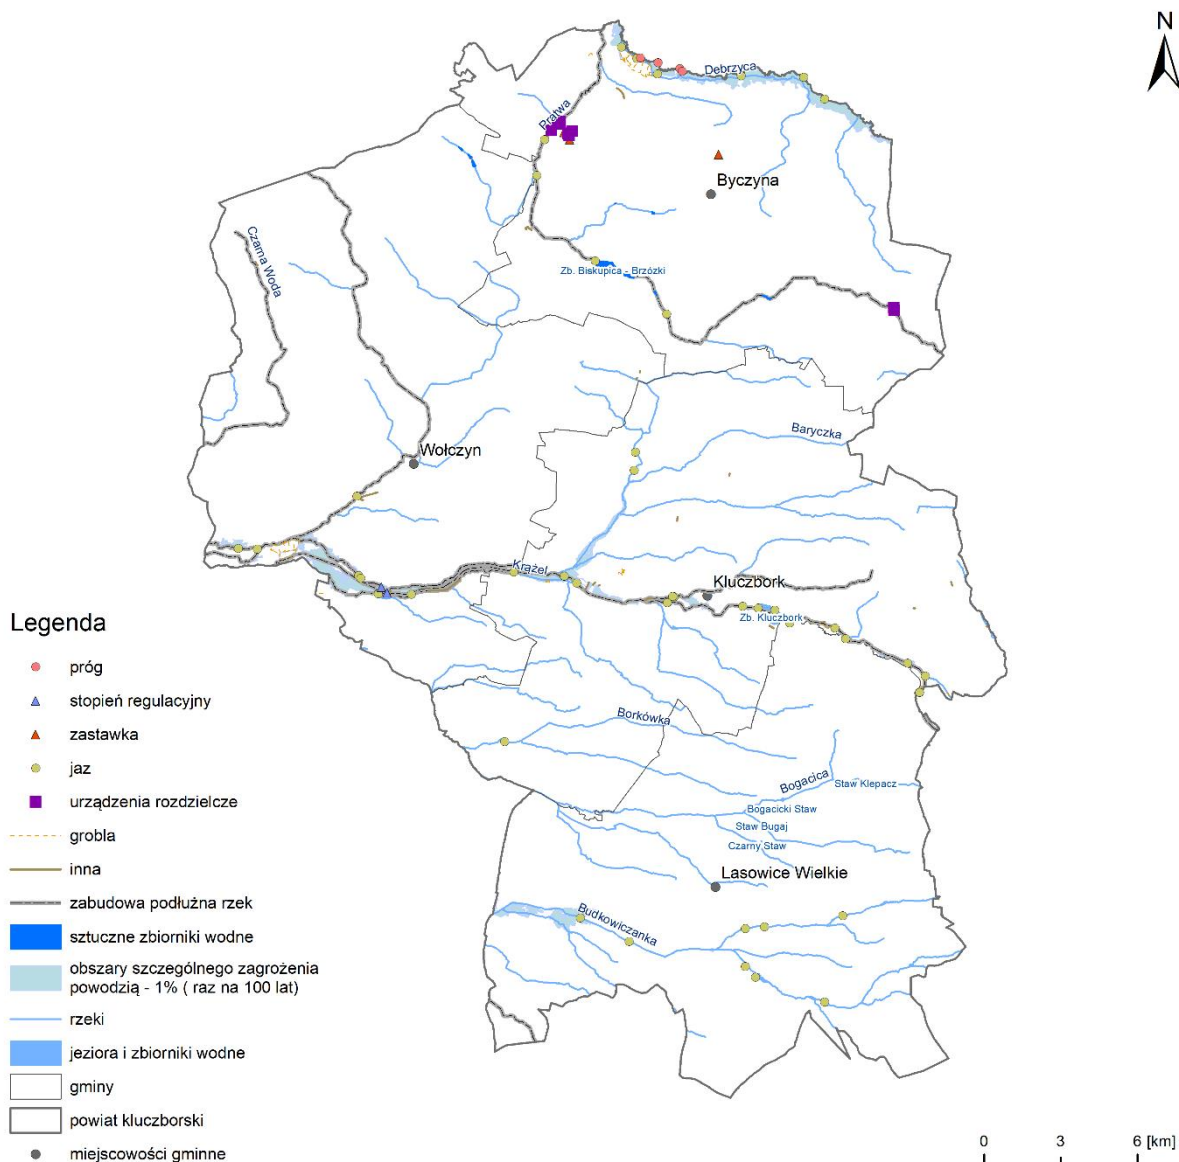 N
Dębrzyca
Pratwa
Byczyna
Czarna Woda
Zb. Biskupica - Brzózki
Baryczka
Wołczyn
Krążel
Kluczbork
Zb. Kluczbork
Borkówka
Bogacica
Staw Klepacz
Bogacicki Staw
Staw Bugaj
Czarny Staw
Lasowice Wielkie
Budkowiczanka
Legenda
próg
stopień regulacyjny
zastawka
jaz
urządzenia rozdzielcze
grobla
inna
zabudowa podłużna rzek
sztuczne zbiorniki wodne
obszary szczególnego zagrożenia
powodzią - 1% ( raz na 100 lat)
rzeki
jeziora i zbiorniki wodne
gminy
powiat kluczborski
miejscowości gminne
0 3 6 [km]